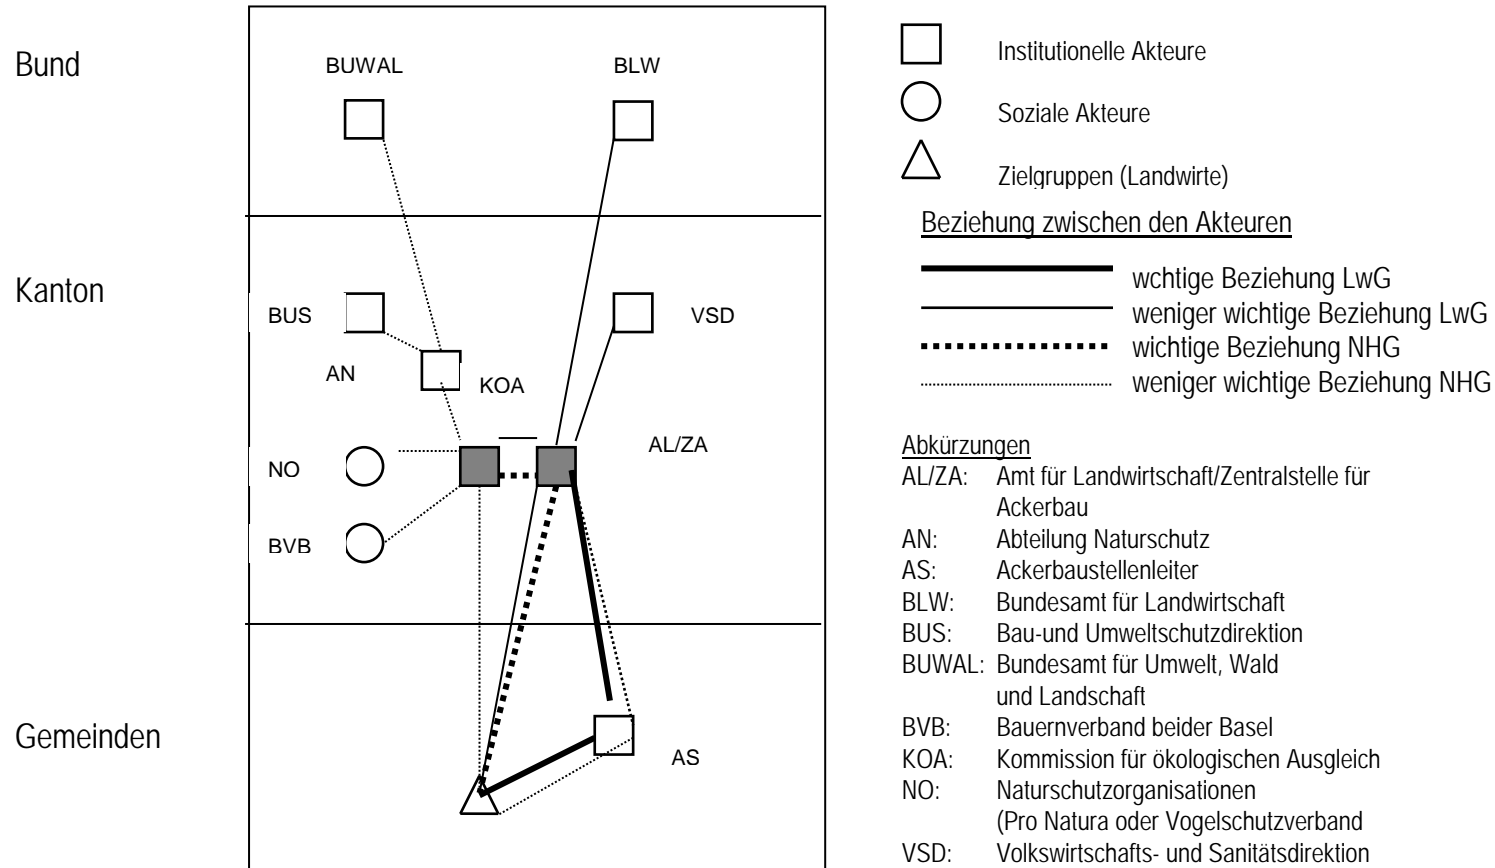 Bund
BUWAL
BLW
Kanton
BUS
VSD
AN
KOA
AL/ZA
NO
BVB
Gemeinden
AS
Institutionelle Akteure
Soziale Akteure
Zielgruppen (Landwirte)
Beziehung zwischen den Akteuren
wchtige Beziehung LwG
weniger wichtige Beziehung LwG
wichtige Beziehung NHG
weniger wichtige Beziehung NHG
Abkürzungen
AL/ZA: Amt für Landwirtschaft/Zentralstelle für
Ackerbau
AN: Abteilung Naturschutz
AS: Ackerbaustellenleiter
BLW: Bundesamt für Landwirtschaft
BUS: Bau-und Umweltschutzdirektion
BUWAL: Bundesamt für Umwelt, Wald
und Landschaft
BVB: Bauernverband beider Basel
KOA: Kommission für ökologischen Ausgleich
NO: Naturschutzorganisationen
(Pro Natura oder Vogelschutzverband
VSD: Volkswirtschafts- und Sanitätsdirektion